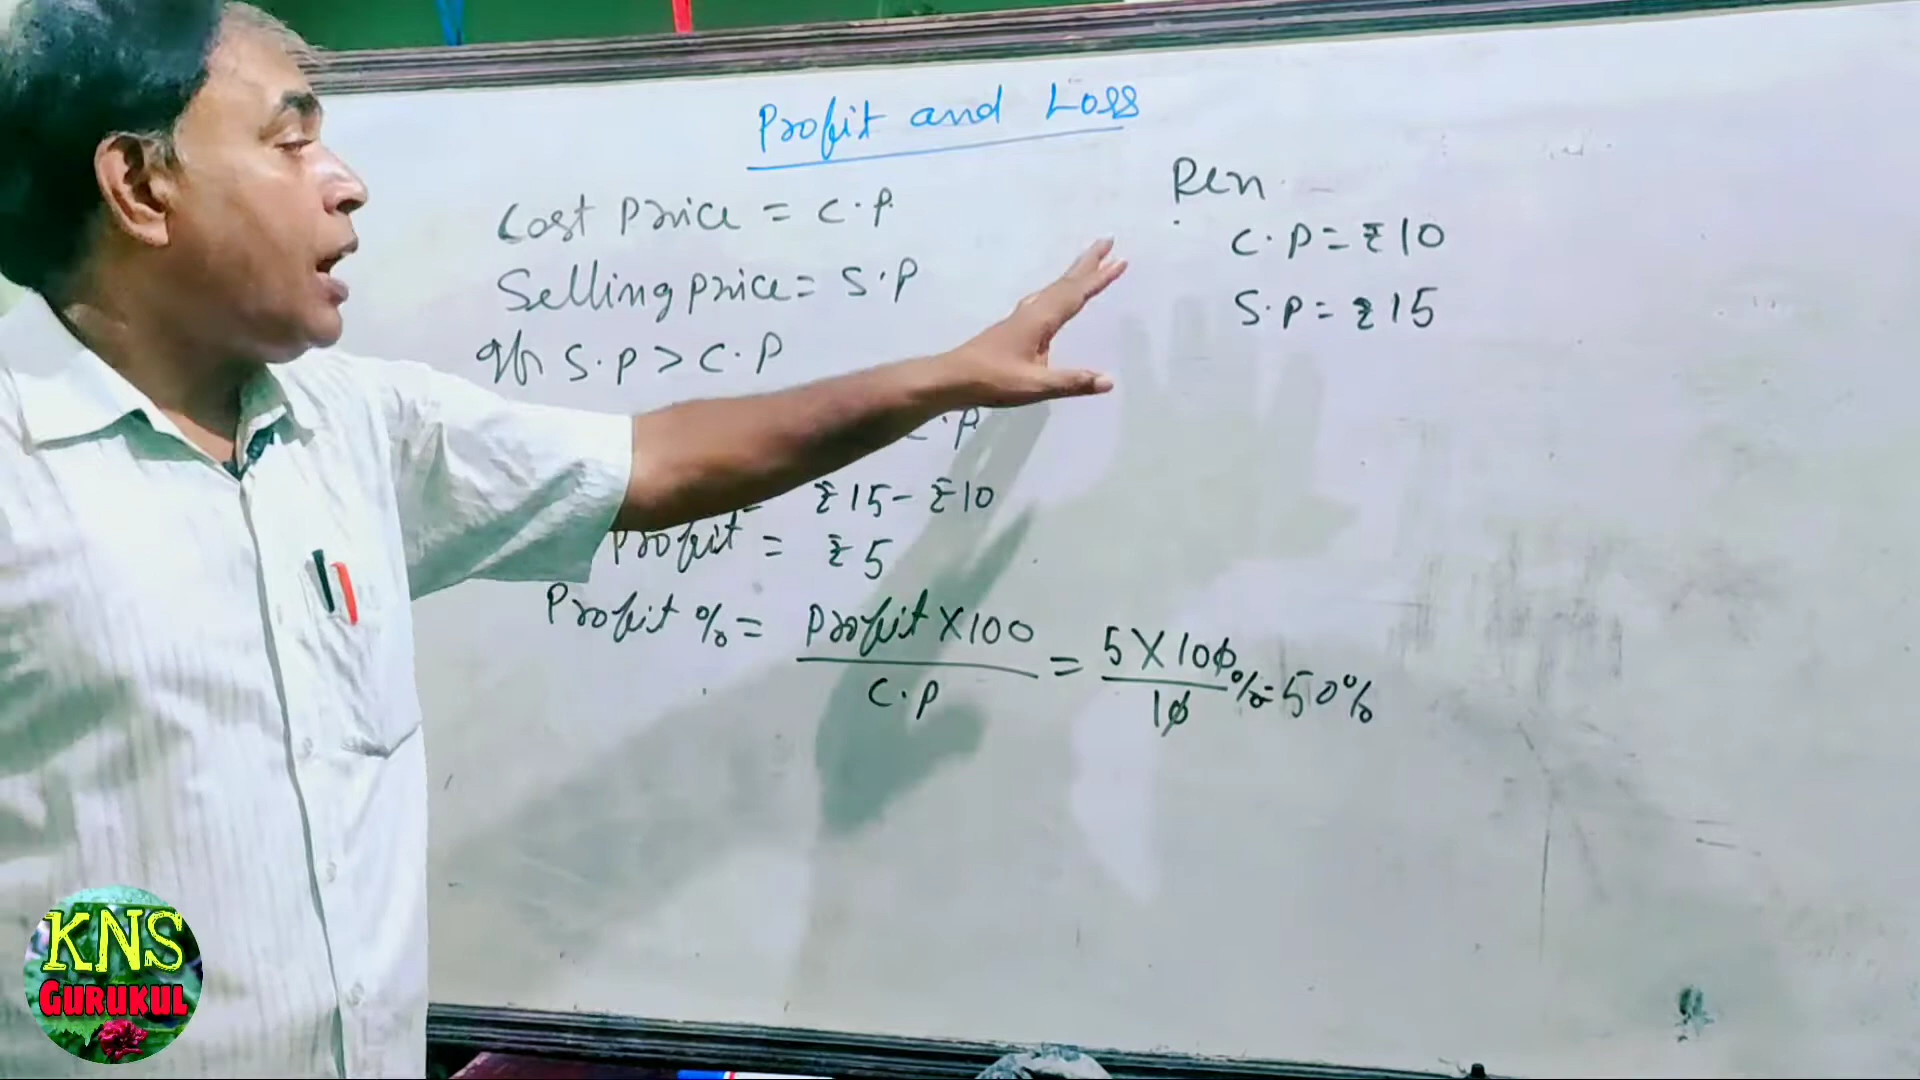 Profit and Loss
Cost Price = C.P
Selling price = S.P
If S.P > C.P
C.P
= ₹15 - ₹10
Profit = ₹5
Profit % = Profit X 100 / C.P = 5 X 100 / 10 % = 50%
Pen
C.P = ₹10
S.P = ₹15
KNS
GURUKUL